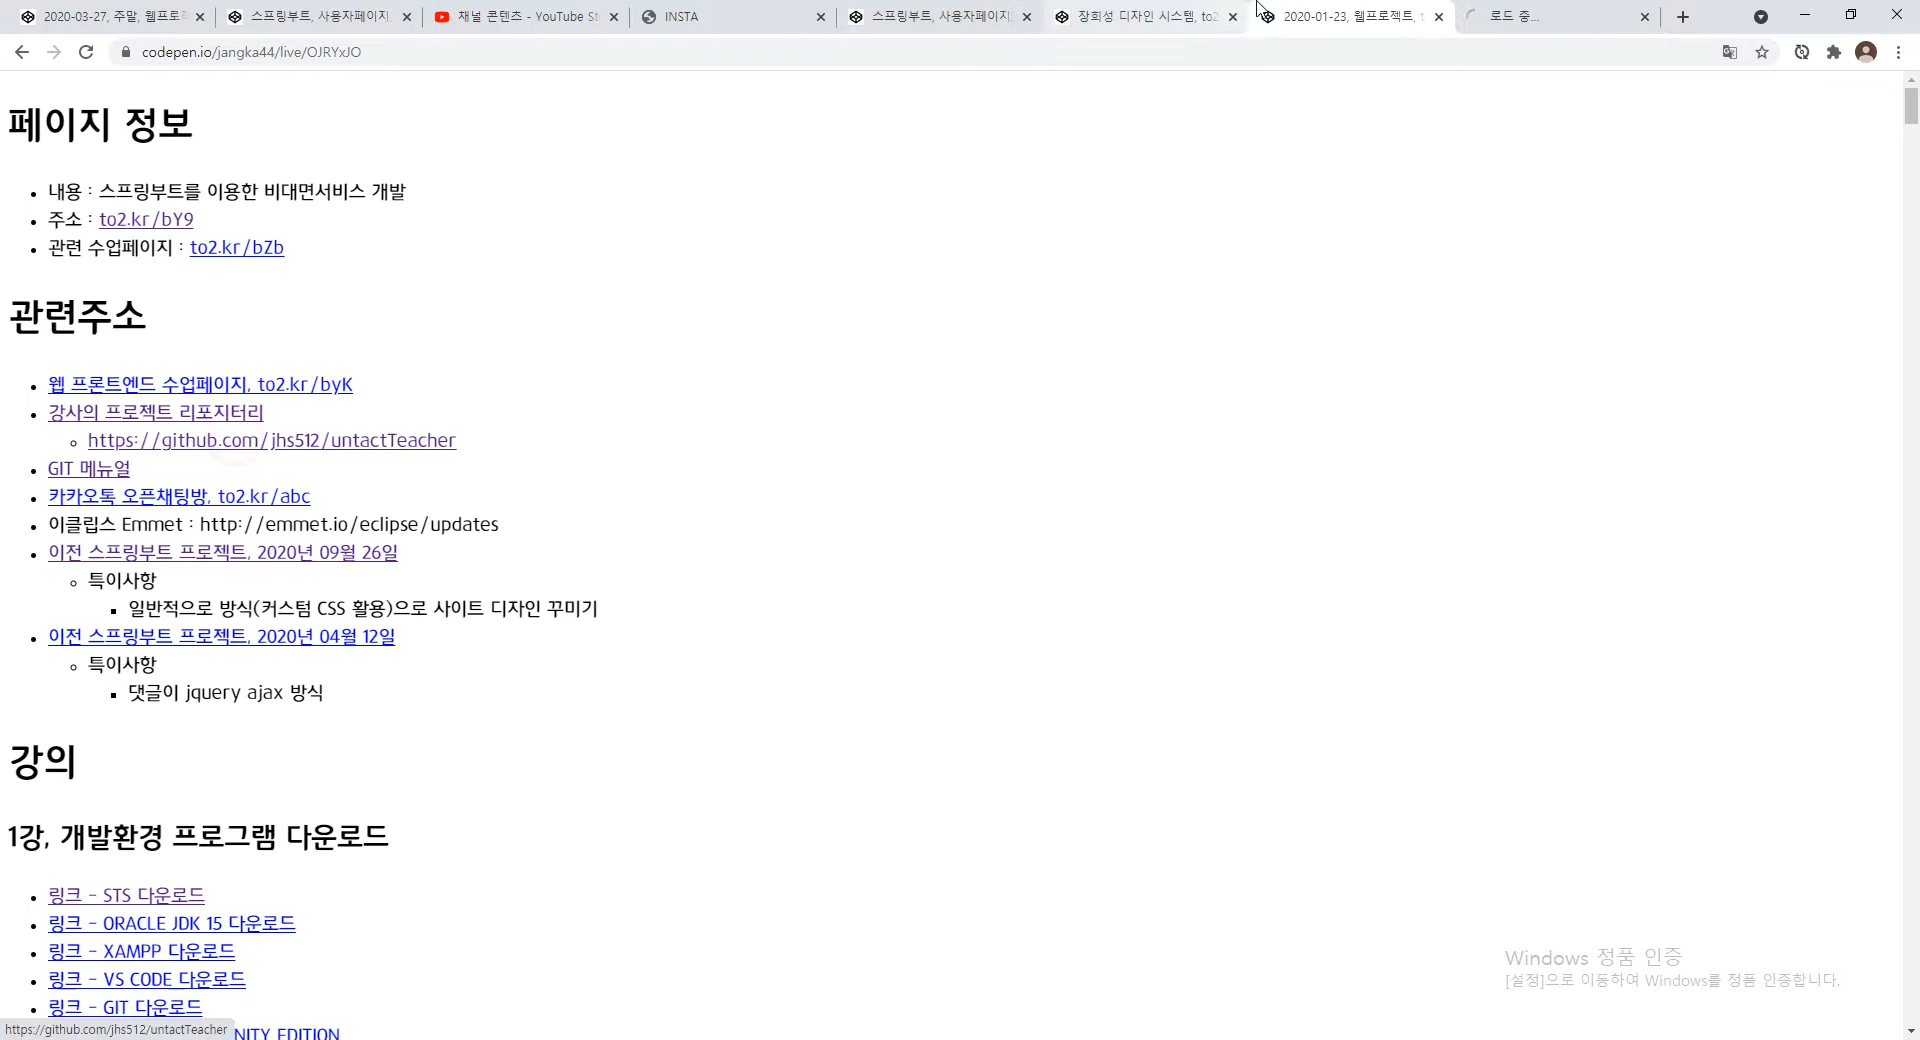 2020-03-27, 주말, 웹프로젝
스프링부트, 사용자페이지,
채널 콘텐츠 - YouTube St
INSTA
스프링부트, 사용자페이지
장희성 디자인 시스템, to2
2020-01-23, 웹프로젝트, t
로드 중...
codepen.io/jangka44/live/OJRYxJO
페이지 정보
내용 : 스프링부트를 이용한 비대면서비스 개발
주소 : to2.kr/bY9
관련 수업페이지 : to2.kr/bZb
관련주소
웹 프론트엔드 수업페이지, to2.kr/byK
강사의 프로젝트 리포지터리
https://github.com/jhs512/untactTeacher
GIT 메뉴얼
카카오톡 오픈채팅방, to2.kr/abc
이클립스 Emmet : http://emmet.io/eclipse/updates
이전 스프링부트 프로젝트, 2020년 09월 26일
특이사항
일반적으로 방식(커스텀 CSS 활용)으로 사이트 디자인 꾸미기
이전 스프링부트 프로젝트, 2020년 04월 12일
특이사항
댓글이 jquery ajax 방식
강의
1강, 개발환경 프로그램 다운로드
링크 - STS 다운로드
링크 - ORACLE JDK 15 다운로드
링크 - XAMPP 다운로드
링크 - VS CODE 다운로드
링크 - GIT 다운로드
NITY EDITION
https://github.com/jhs512/untactTeacher
Windows 정품 인증
[설정]으로 이동하여 Windows를 정품 인증합니다.